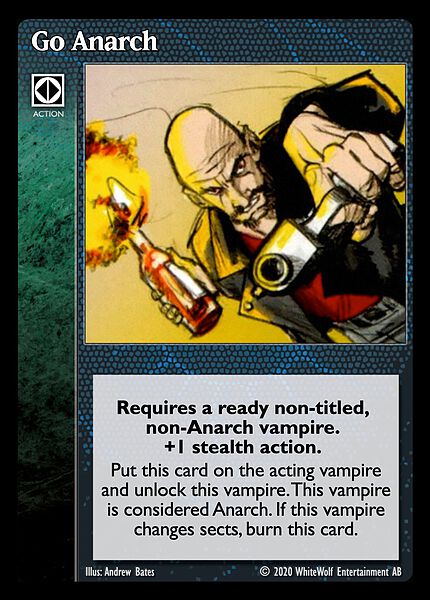 Go Anarch
ACTION
Requires a ready non-titled,
non-Anarch vampire.
+1 stealth action.
Put this card on the acting vampire
and unlock this vampire. This vampire
is considered Anarch. If this vampire
changes sects, burn this card.
Illus: Andrew Bates © 2020 WhiteWolf Entertainment AB